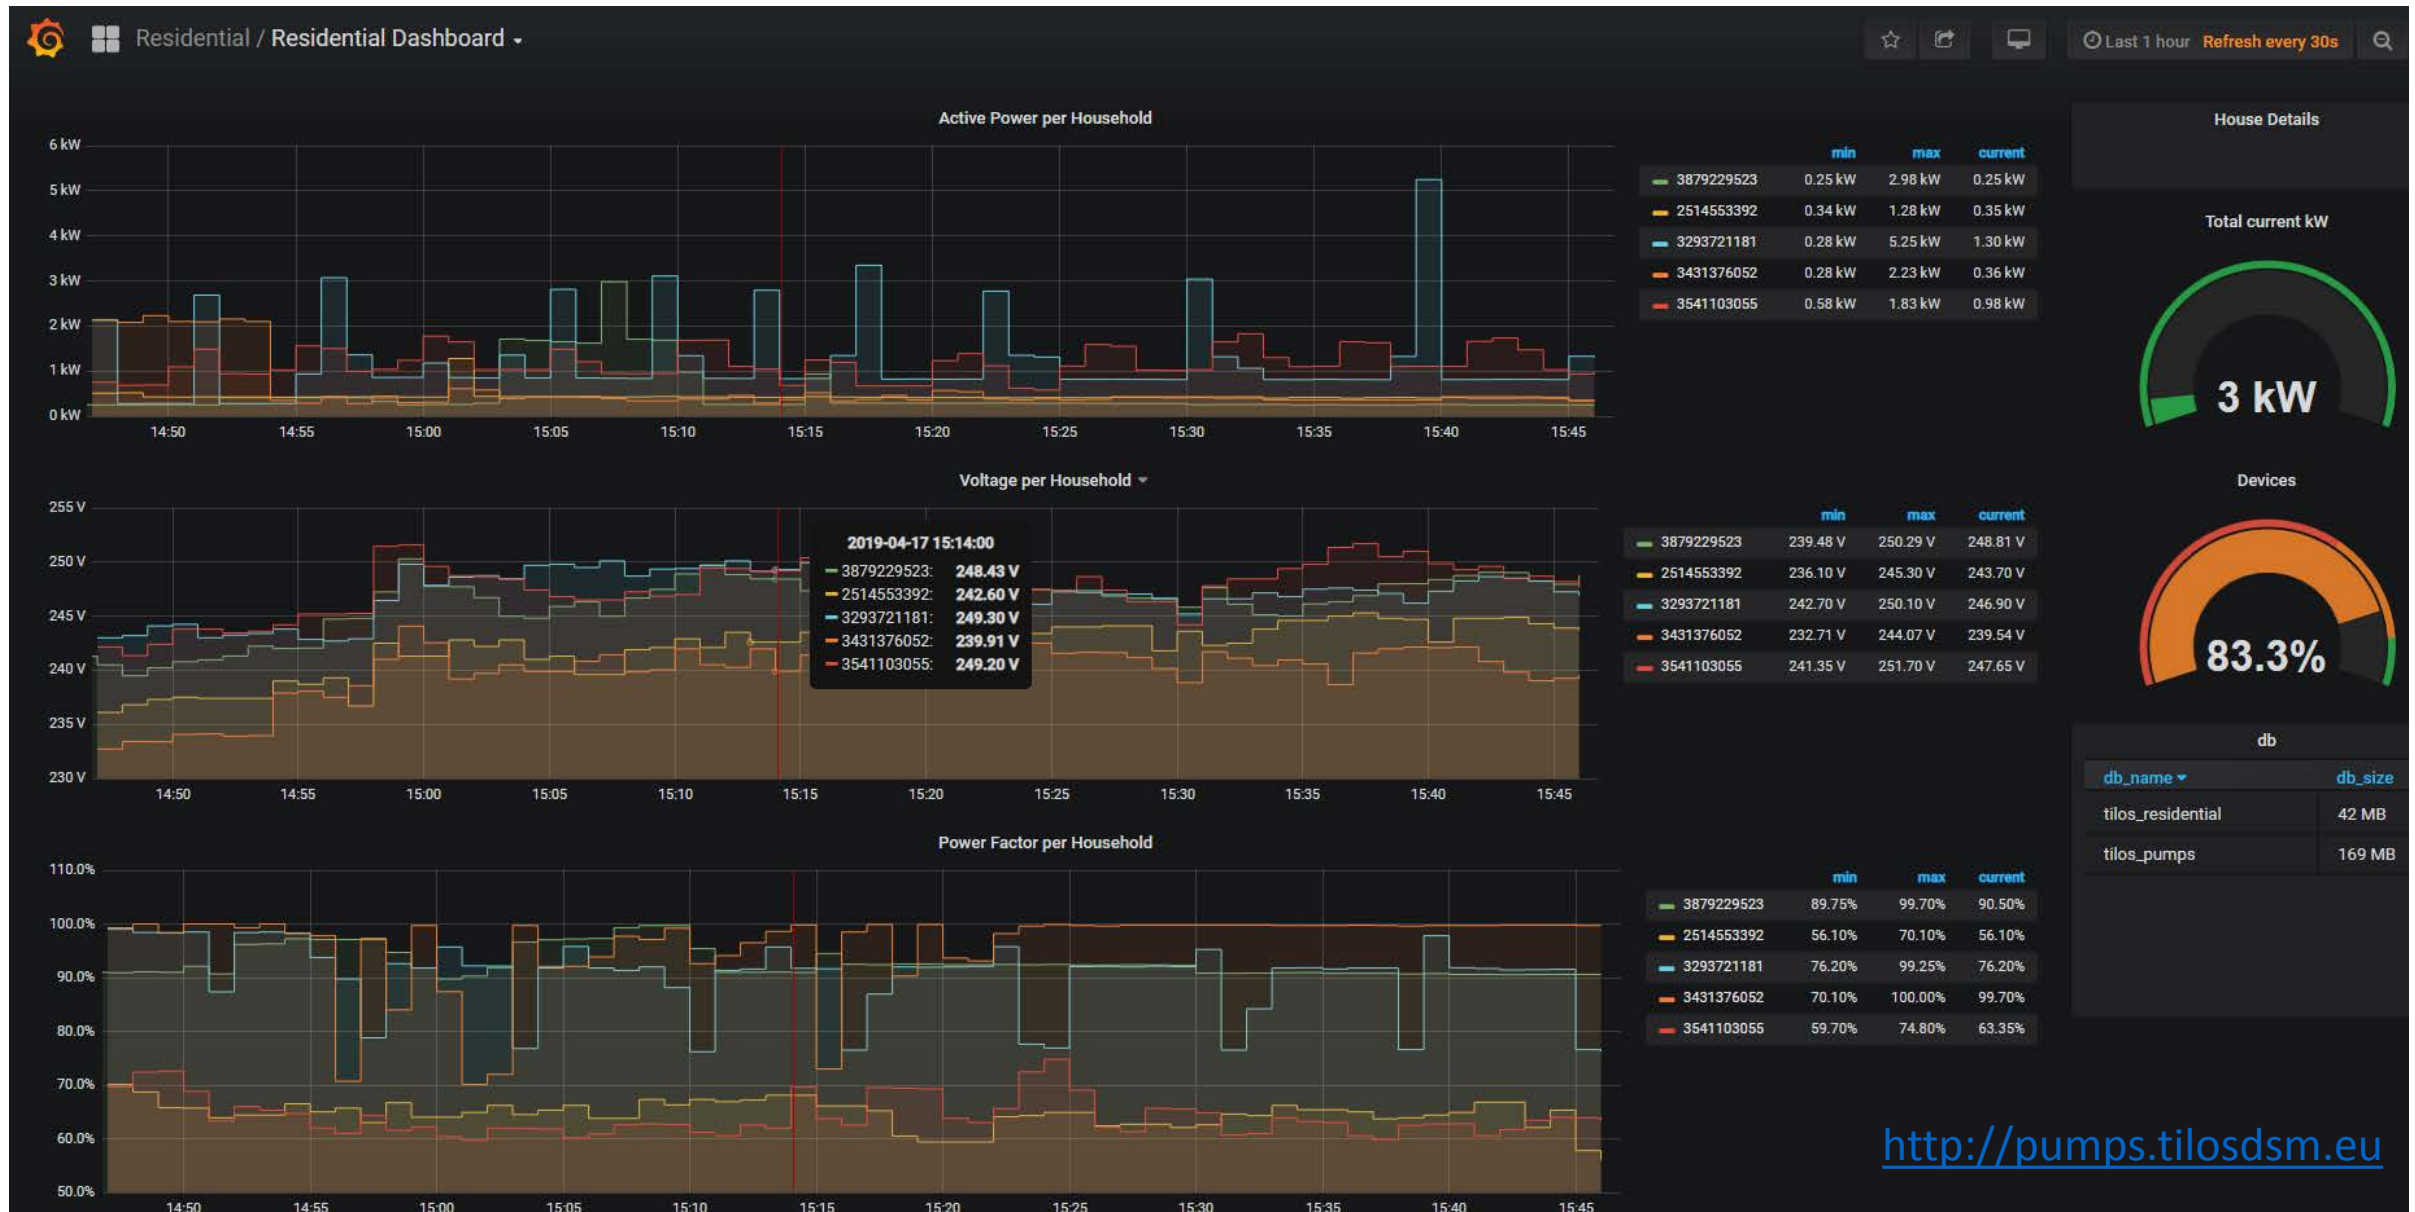 Residential / Residential Dashboard
Last 1 hour Refresh every 30s
Active Power per Household
6 kW
5 kW
4 kW
3 kW
2 kW
1 kW
0 kW
14:50 14:55 15:00 15:05 15:10 15:15 15:20 15:25 15:30 15:35 15:40 15:45
min max current
3879229523 0.25 kW 2.98 kW 0.25 kW
2514553392 0.34 kW 1.28 kW 0.35 kW
3293721181 0.28 kW 5.25 kW 1.30 kW
3431376052 0.28 kW 2.23 kW 0.36 kW
3541103055 0.58 kW 1.83 kW 0.98 kW
House Details
Total current kW
3 kW
Voltage per Household
255 V
250 V
245 V
240 V
235 V
230 V
14:50 14:55 15:00 15:05 15:10 15:15 15:20 15:25 15:30 15:35 15:40 15:45
2019-04-17 15:14:00
3879229523: 248.43 V
2514553392: 242.60 V
3293721181: 249.30 V
3431376052: 239.91 V
3541103055: 249.20 V
min max current
3879229523 239.48 V 250.29 V 248.81 V
2514553392 236.10 V 245.30 V 243.70 V
3293721181 242.70 V 250.10 V 246.90 V
3431376052 232.71 V 244.07 V 239.54 V
3541103055 241.35 V 251.70 V 247.65 V
Devices
83.3%
db
db_name db_size
tilos_residential 42 MB
tilos_pumps 169 MB
Power Factor per Household
110.0%
100.0%
90.0%
80.0%
70.0%
60.0%
50.0%
14:50 14:55 15:00 15:05 15:10 15:15 15:20 15:25 15:30 15:35 15:40 15:45
min max current
3879229523 89.75% 99.70% 90.50%
2514553392 56.10% 70.10% 56.10%
3293721181 76.20% 99.25% 76.20%
3431376052 70.10% 100.00% 99.70%
3541103055 59.70% 74.80% 63.35%
http://pumps.tilosdsm.eu